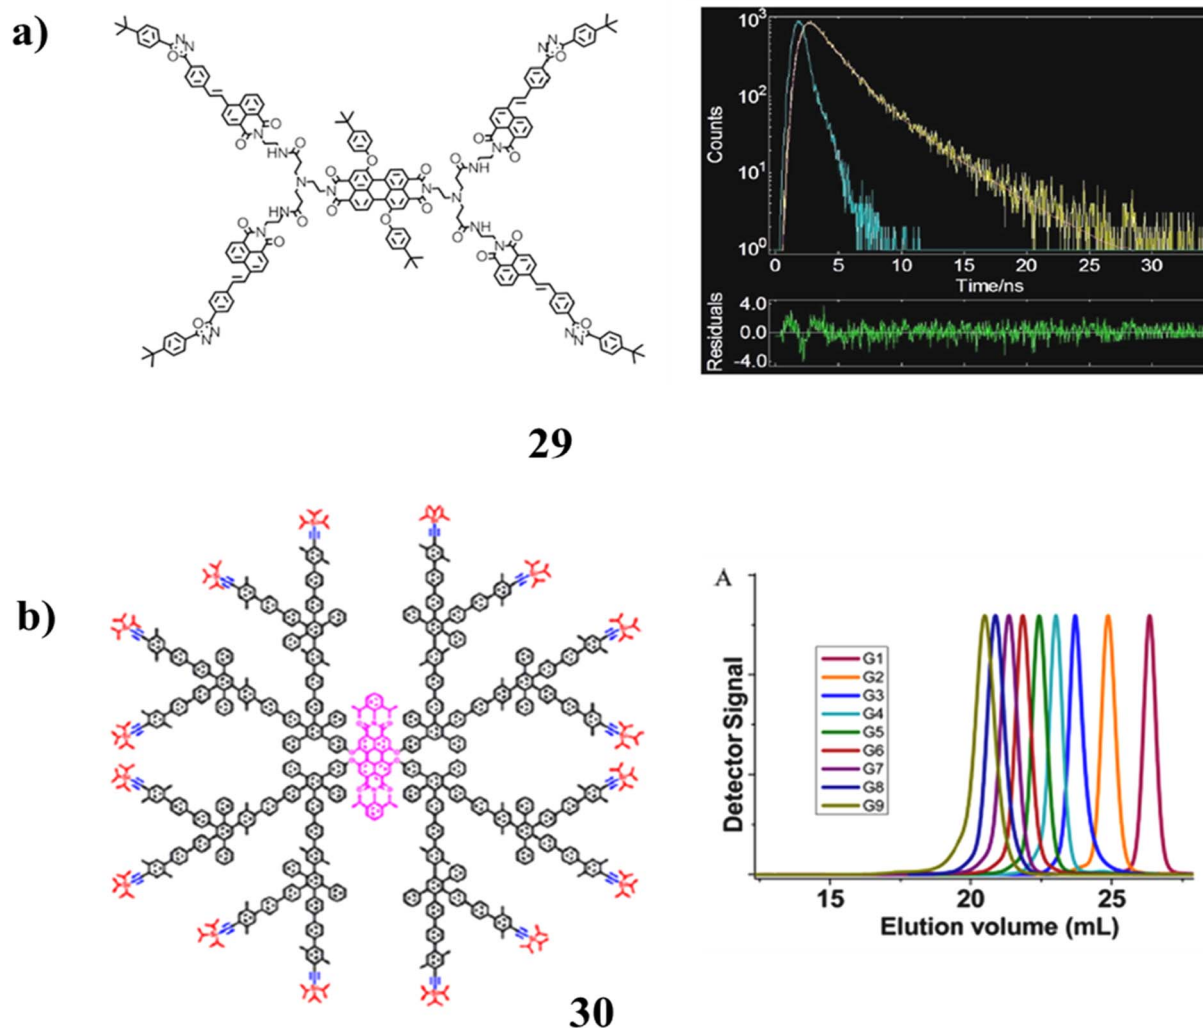 a)
10³
10²
10¹
10⁰
Counts
0 5 10 15 20 25 30
Time/ns
4.0
0.0
-4.0
Residuals
29
b)
A
Detector Signal
G1
G2
G3
G4
G5
G6
G7
G8
G9
15 20 25
Elution volume (mL)
30